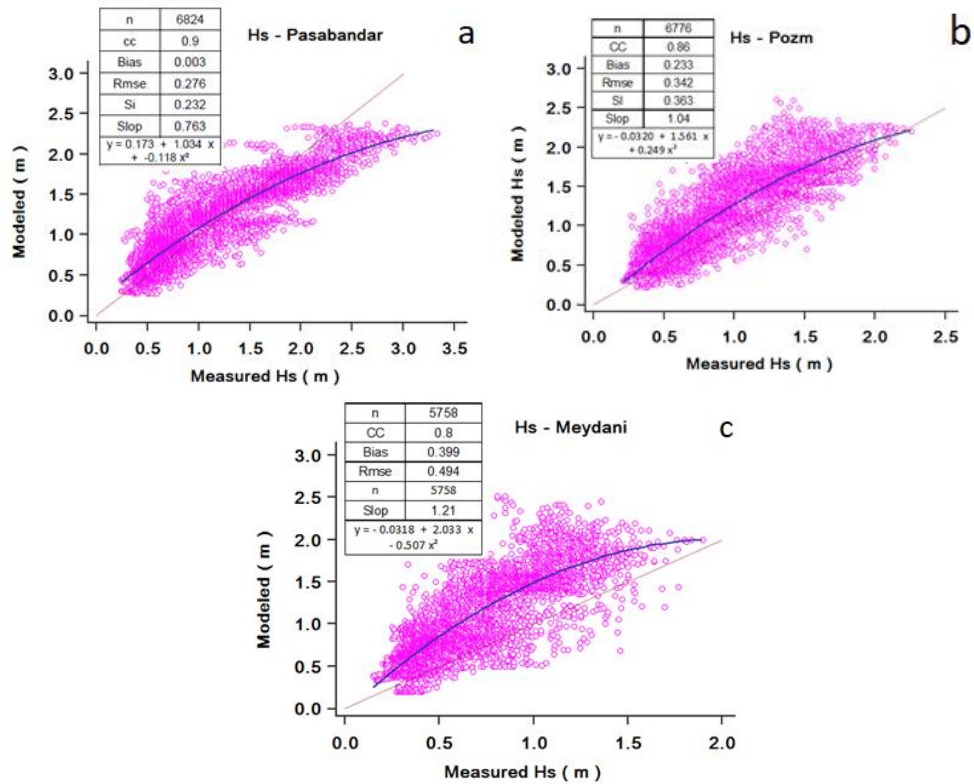 n 6824
cc 0.9
Bias 0.003
Rmse 0.276
Si 0.232
Slop 0.763
y = 0.173 + 1.034 x
+ -0.118 x²
Hs - Pasabandar
a
Modeled ( m )
3.0
2.5
2.0
1.5
1.0
0.5
0.0
0.0 0.5 1.0 1.5 2.0 2.5 3.0 3.5
Measured Hs ( m )
n 6776
CC 0.86
Bias 0.233
Rmse 0.342
SI 0.363
Slop 1.04
y = - 0.0320 + 1.561 x
+ 0.249 x²
Hs - Pozm
b
Modeled Hs ( m )
3.0
2.5
2.0
1.5
1.0
0.5
0.0
0.0 0.5 1.0 1.5 2.0 2.5
Measured Hs ( m )
n 5758
CC 0.8
Bias 0.399
Rmse 0.494
n 5758
Slop 1.21
y = - 0.0318 + 2.033 x
- 0.507 x²
Hs - Meydani
c
Modeled ( m )
3.0
2.5
2.0
1.5
1.0
0.5
0.0
0.0 0.5 1.0 1.5 2.0
Measured Hs ( m )